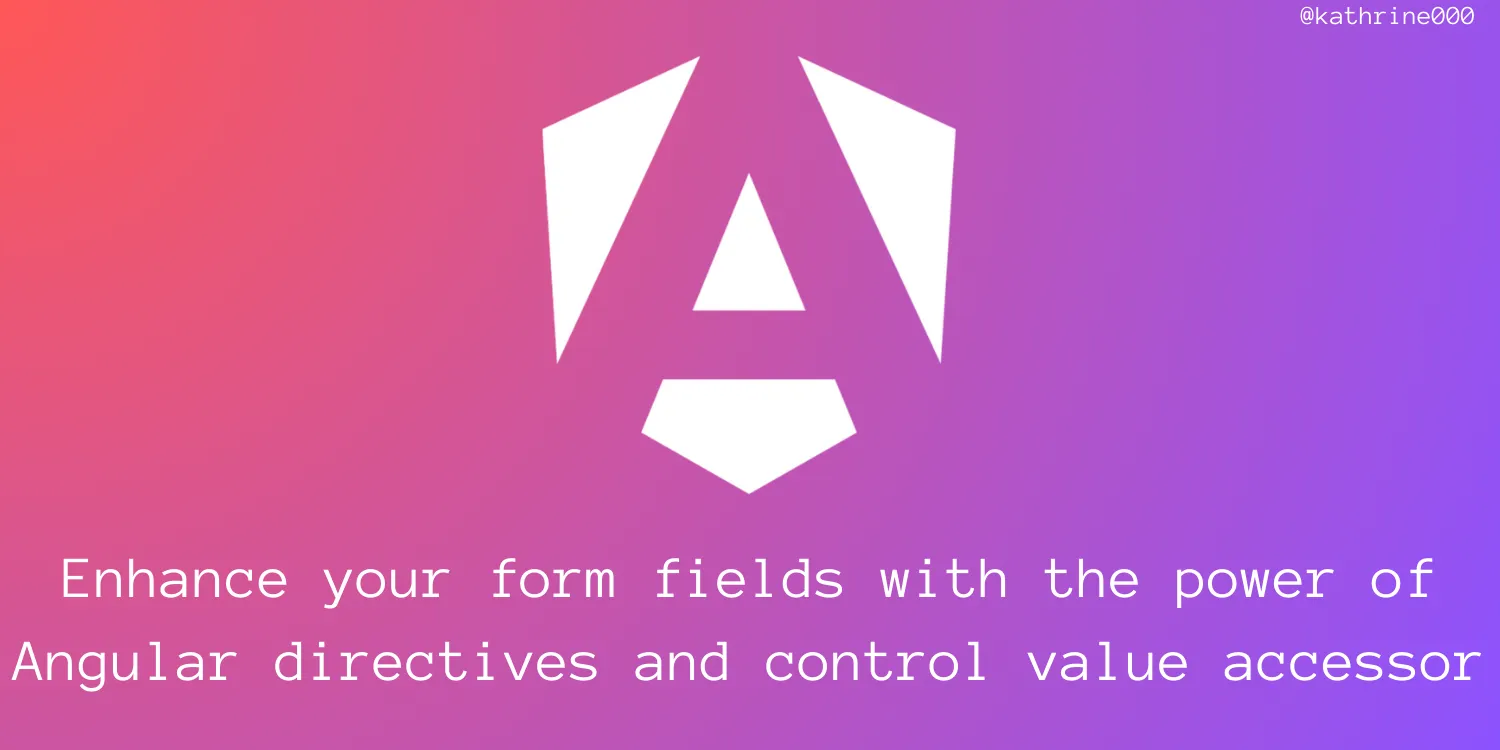 @kathrine000
Enhance your form fields with the power of
Angular directives and control value accessor